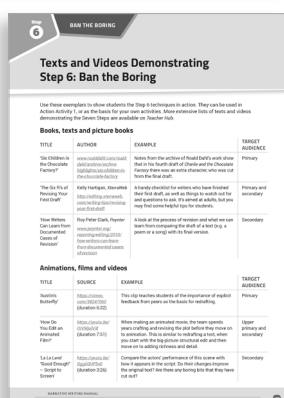 Step
6
BAN THE BORING
Texts and Videos Demonstrating
Step 6: Ban the Boring
Use these exemplars to show students the Step 6 techniques in action. They can be used in
Action Activity 1, or as the basis for your own activities. More extensive lists of texts and videos
demonstrating the Seven Steps are available on Teacher Hub.
Books, texts and picture books
TITLE AUTHOR EXAMPLE TARGET AUDIENCE
'Six Children in
the Chocolate
Factory?'
Notes from the archive of Roald Dahl's work show
that in his fourth draft of Charlie and the Chocolate
Factory there was an extra character, who was cut
from the final draft.
Primary
'The Six R's of
Revising Your
First Draft'
Kelly Hartigan, XterraWeb
A handy checklist for writers who have finished
their first draft, as well as things to watch out for
and questions to ask. It's aimed at adults, but you
may find some helpful tips for students.
Primary and
secondary
'How Writers
Can Learn from
Documented
Cases of
Revision'
Roy Peter Clark, Poynter
A look at the process of revision and what we can
learn from comparing the draft of a text (e.g. a
poem or a song) with its final version.
Secondary
Animations, films and videos
TITLE SOURCE EXAMPLE TARGET AUDIENCE
'Austin's
Butterfly'
(duration 6:32)
This clip teaches students of the importance of explicit
feedback from peers as the basis for redrafting.
Primary
'How Do
You Edit an
Animated
Film?'
(duration 7:51)
When making an animated movie, the team spends
years crafting and revising the plot before they move on
to animation. This is similar to redrafting a text, when
you start with the big-picture structural edit and then
move on to adding richness and detail.
Upper
primary and
secondary
'La La Land
"Good Enough"
– Script to
Screen'
(duration 3:26)
Compare the actors' performance of this scene with
how it appears in the script. Do their changes improve
the original text? Are there any boring bits that they have
cut out?
Secondary
NARRATIVE WRITING MANUAL